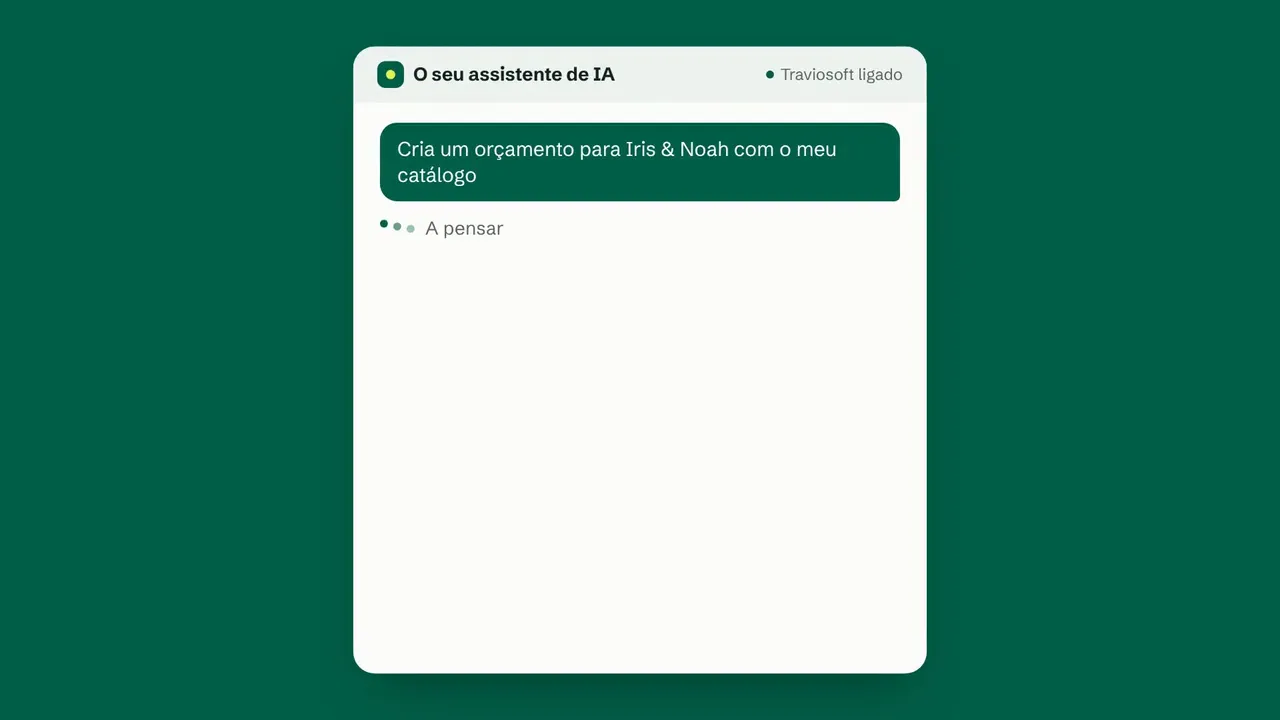 O seu assistente de IA
Traviosoft ligado
Cria um orçamento para Iris & Noah com o meu
catálogo
A pensar